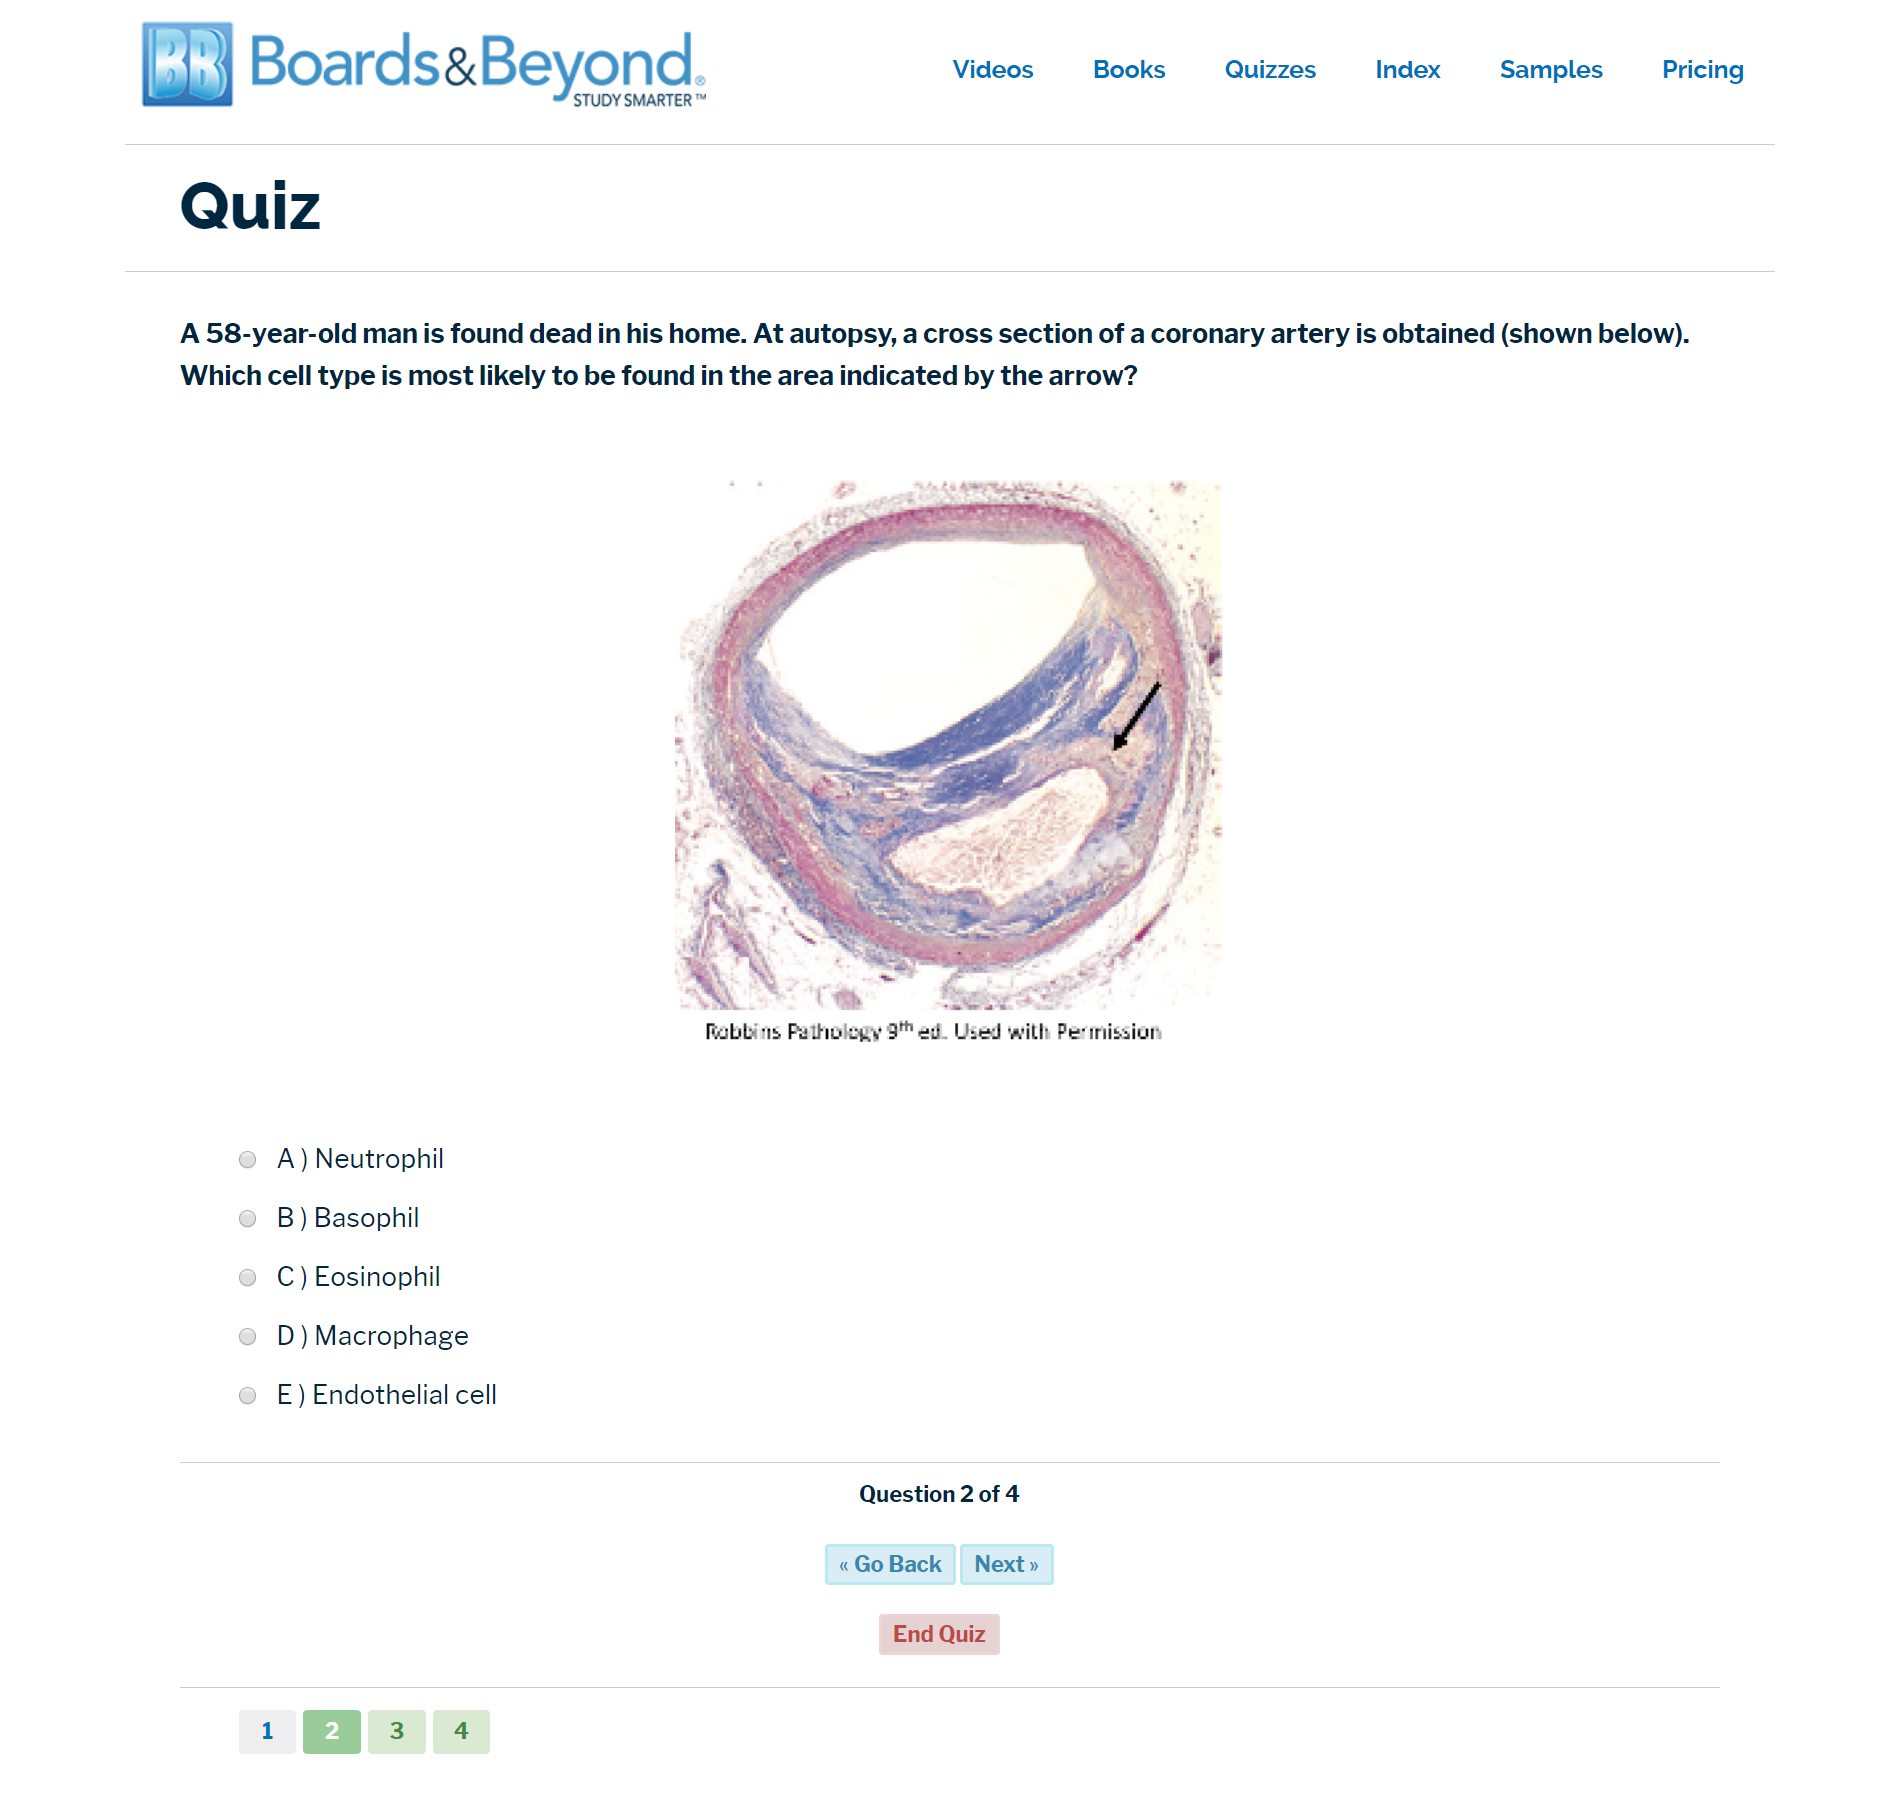 BB Boards&Beyond®
STUDY SMARTER™
Videos Books Quizzes Index Samples Pricing
Quiz
A 58-year-old man is found dead in his home. At autopsy, a cross section of a coronary artery is obtained (shown below).
Which cell type is most likely to be found in the area indicated by the arrow?
Robbins Pathology 9th ed. Used with Permission
A ) Neutrophil
B ) Basophil
C ) Eosinophil
D ) Macrophage
E ) Endothelial cell
Question 2 of 4
« Go Back Next »
End Quiz
1 2 3 4